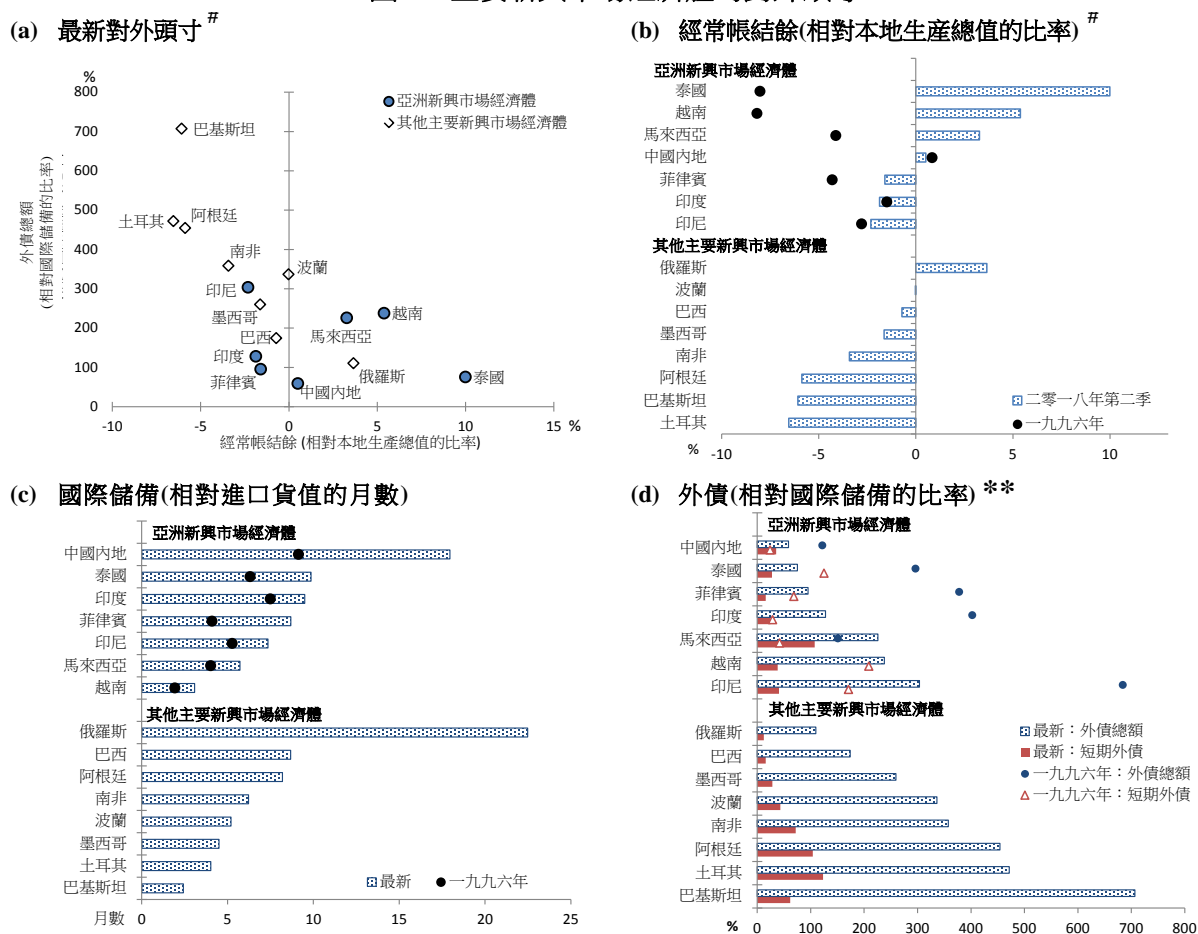 (a) 最新對外頭寸#
%
800
700
600
500
400
300
200
100
0
-10
-5
0
5
10
15
%
外債總額
(相對國際儲備的比率)
經常帳結餘 (相對本地生產總值的比率)
亞洲新興市場經濟體
其他主要新興市場經濟體
巴基斯坦
土耳其
阿根廷
南非
波蘭
印尼
墨西哥
越南
馬來西亞
巴西
印度
俄羅斯
菲律賓
中國內地
泰國
(b) 經常帳結餘(相對本地生產總值的比率)#
亞洲新興市場經濟體
泰國
越南
馬來西亞
中國內地
菲律賓
印度
印尼
其他主要新興市場經濟體
俄羅斯
波蘭
巴西
墨西哥
南非
阿根廷
巴基斯坦
土耳其
二零一八年第二季
一九九六年
%
-10
-5
0
5
10
(c) 國際儲備(相對進口貨值的月數)
亞洲新興市場經濟體
中國內地
泰國
印度
菲律賓
印尼
馬來西亞
越南
其他主要新興市場經濟體
俄羅斯
巴西
阿根廷
南非
波蘭
墨西哥
土耳其
巴基斯坦
最新
一九九六年
月數
0
5
10
15
20
25
(d) 外債(相對國際儲備的比率)**
亞洲新興市場經濟體
中國內地
泰國
菲律賓
印度
馬來西亞
越南
印尼
其他主要新興市場經濟體
俄羅斯
巴西
墨西哥
波蘭
南非
阿根廷
土耳其
巴基斯坦
最新：外債總額
最新：短期外債
一九九六年：外債總額
一九九六年：短期外債
%
0
100
200
300
400
500
600
700
800